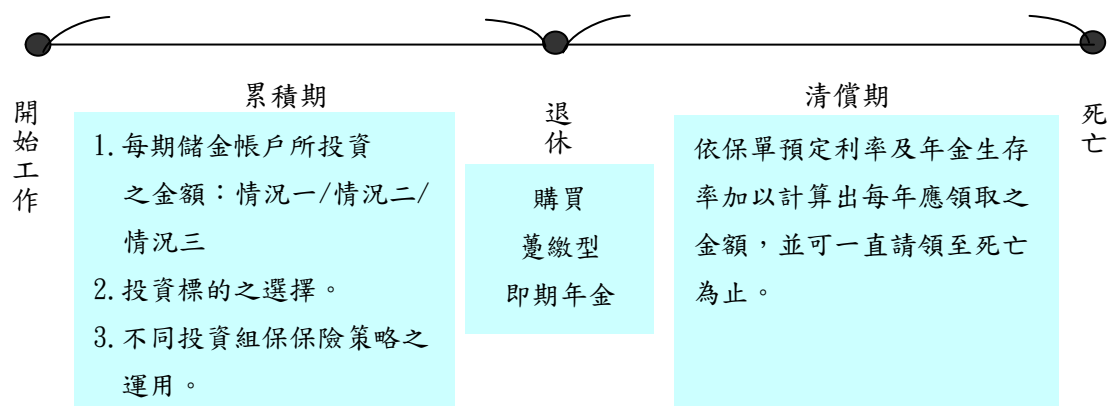 開始工作
累積期
1.每期儲金帳戶所投資
之金額：情況一/情況二/
情況三
2.投資標的之選擇。
3.不同投資組保保險策略之
運用。
退休
購買
躉繳型
即期年金
清償期
依保單預定利率及年金生存
率加以計算出每年應領取之
金額，並可一直請領至死亡
為止。
死亡